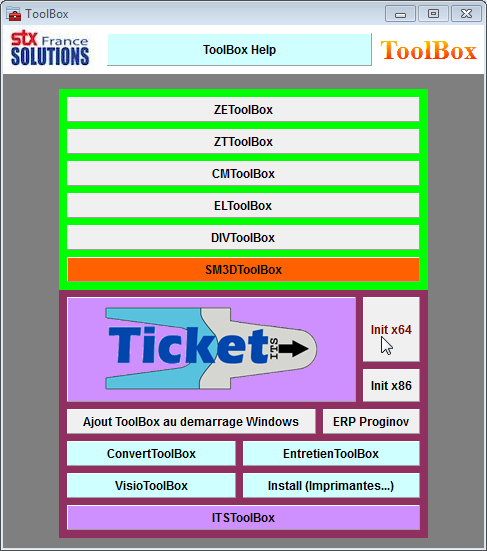 ToolBox
stx France
SOLUTIONS
ToolBox Help
ToolBox
ZEToolBox
ZTToolBox
CMToolBox
ELToolBox
DIVToolBox
SM3DToolBox
Ticket ITS
Init x64
Init x86
Ajout ToolBox au demarrage Windows
ERP Proginov
ConvertToolBox
EntretienToolBox
VisioToolBox
Install (Imprimantes...)
ITSToolBox